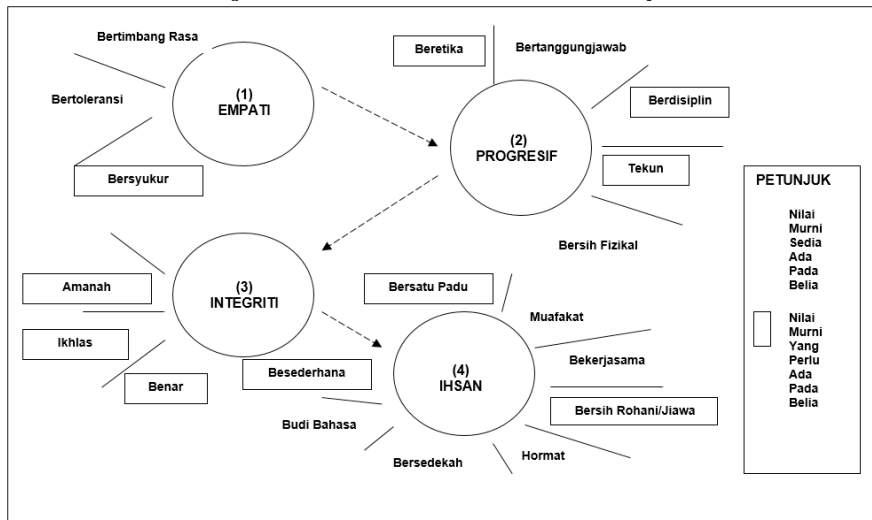 Bertimbang Rasa
Bertoleransi
Bersyukur
(1)
EMPATI
Beretika
Bertanggungjawab
Berdisiplin
Tekun
Bersih Fizikal
(2)
PROGRESIF
Amanah
Ikhlas
Benar
(3)
INTEGRITI
Bersatu Padu
Muafakat
Bekerjasama
Bersih Rohani/Jiawa
Hormat
Bersedekah
Budi Bahasa
Besederhana
(4)
IHSAN
PETUNJUK
Nilai
Murni
Sedia
Ada
Pada
Belia
Nilai
Murni
Yang
Perlu
Ada
Pada
Belia